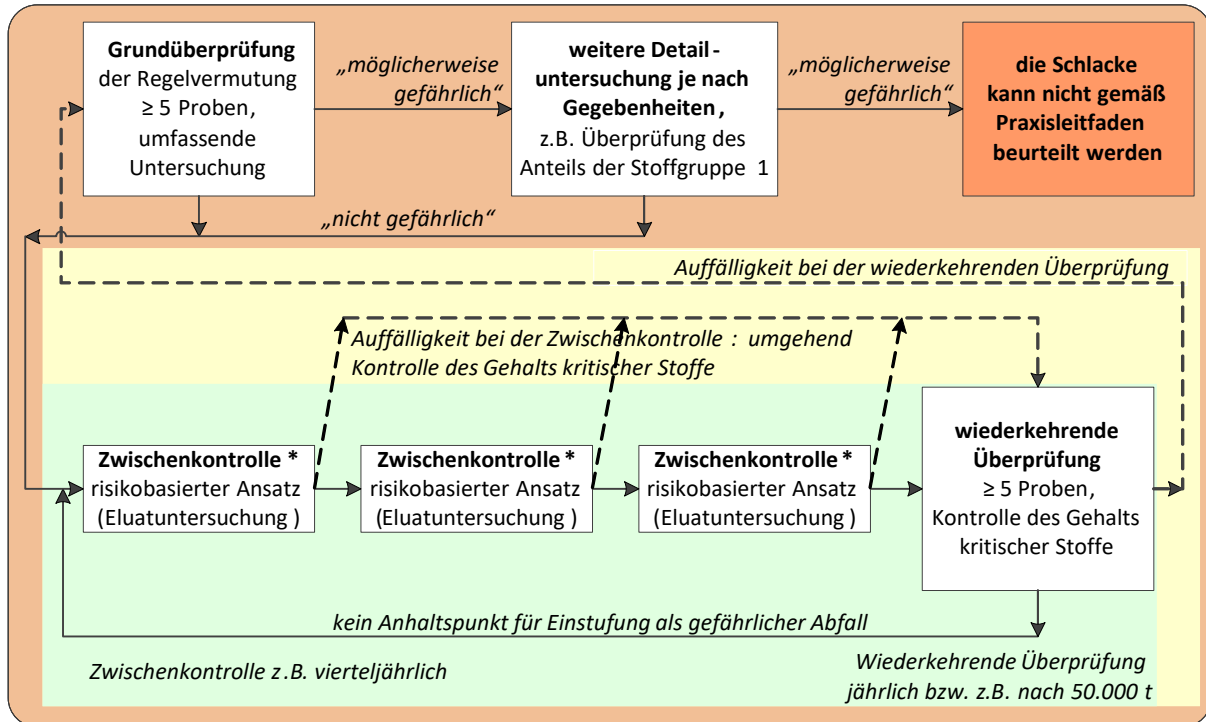 Grundüberprüfung
der Regelvermutung
≥ 5 Proben,
umfassende
Untersuchung
„möglicherweise
gefährlich“
weitere Detail -
untersuchung je nach
Gegebenheiten,
z.B. Überprüfung des
Anteils der Stoffgruppe 1
„möglicherweise
gefährlich“
die Schlacke
kann nicht gemäß
Praxisleitfaden
beurteilt werden
„nicht gefährlich“
Auffälligkeit bei der wiederkehrenden Überprüfung
Auffälligkeit bei der Zwischenkontrolle : umgehend
Kontrolle des Gehalts kritischer Stoffe
Zwischenkontrolle *
risikobasierter Ansatz
(Eluatuntersuchung )
Zwischenkontrolle *
risikobasierter Ansatz
(Eluatuntersuchung )
Zwischenkontrolle *
risikobasierter Ansatz
(Eluatuntersuchung )
wiederkehrende
Überprüfung
≥ 5 Proben,
Kontrolle des Gehalts
kritischer Stoffe
kein Anhaltspunkt für Einstufung als gefährlicher Abfall
Zwischenkontrolle z.B. vierteljährlich
Wiederkehrende Überprüfung
jährlich bzw. z.B. nach 50.000 t